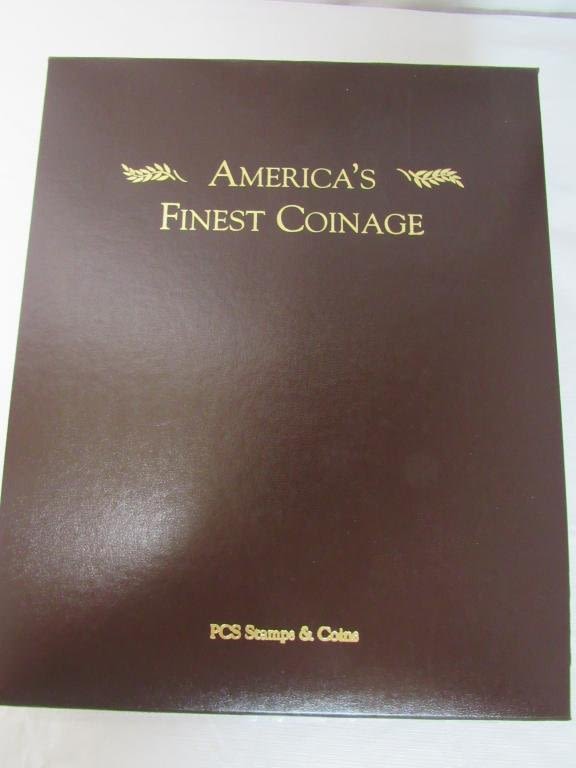 AMERICA'S
FINEST COINAGE
PCS Stamps & Coins